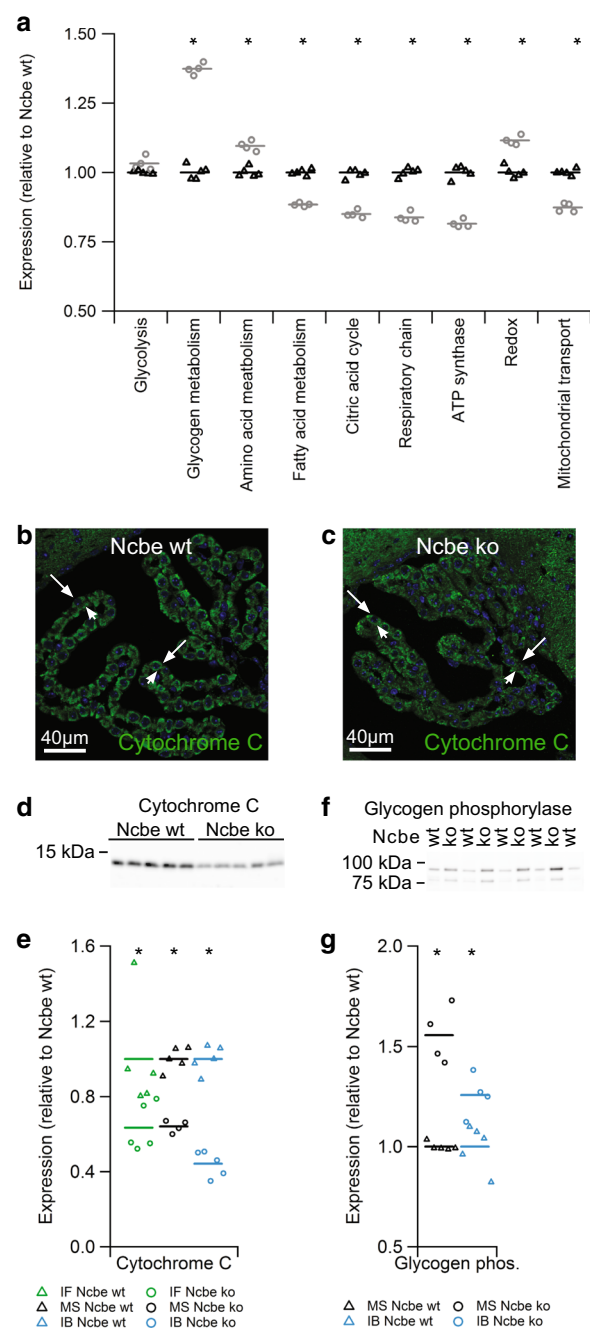 a
Expression (relative to Ncbe wt)
1.50
1.25
1.00
0.75
0.50
* * * * * * * *
Glycolysis
Glycogen metabolism
Amino acid meatbolism
Fatty acid metabolism
Citric acid cycle
Respiratory chain
ATP synthase
Redox
Mitochondrial transport
b
Ncbe wt
40µm
Cytochrome C
c
Ncbe ko
40µm
Cytochrome C
d
Cytochrome C
Ncbe wt Ncbe ko
15 kDa
f
Glycogen phosphorylase
Ncbe wt ko wt ko wt ko wt ko wt
100 kDa
75 kDa
e
Expression (relative to Ncbe wt)
1.6
1.2
0.8
0.4
0.0
* * *
Cytochrome C
IF Ncbe wt IF Ncbe ko
MS Ncbe wt MS Ncbe ko
IB Ncbe wt IB Ncbe ko
g
Expression (relative to Ncbe wt)
2.0
1.5
1.0
0.5
* *
Glycogen phos.
MS Ncbe wt MS Ncbe ko
IB Ncbe wt IB Ncbe ko